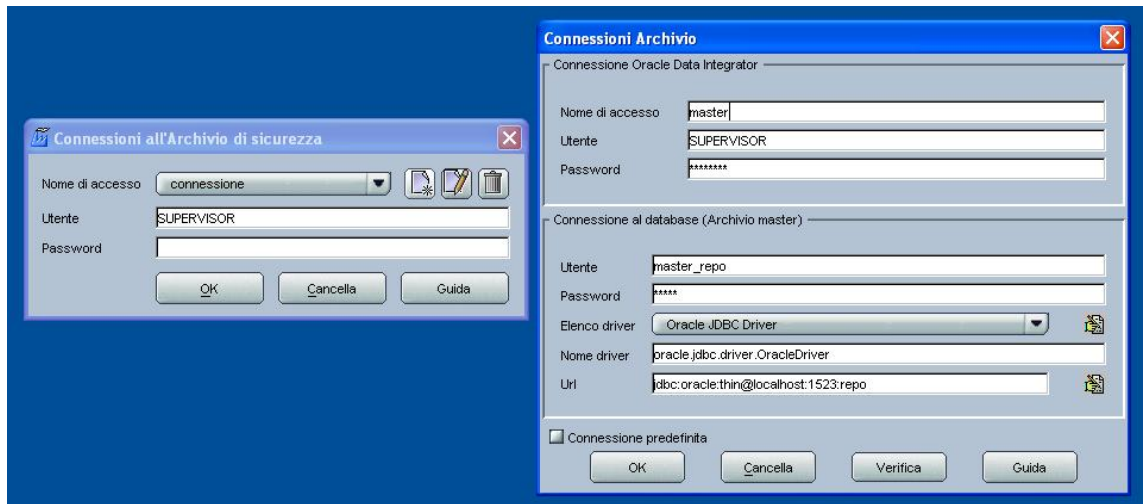 Connessioni all'Archivio di sicurezza
Nome di accesso connessione
Utente SUPERVISOR
Password
OK Cancella Guida
Connessioni Archivio
Connessione Oracle Data Integrator
Nome di accesso master
Utente SUPERVISOR
Password ********
Connessione al database (Archivio master)
Utente master_repo
Password *****
Elenco driver Oracle JDBC Driver
Nome driver oracle.jdbc.driver.OracleDriver
Url jdbc:oracle:thin@localhost:1523:repo
Connessione predefinita
OK Cancella Verifica Guida